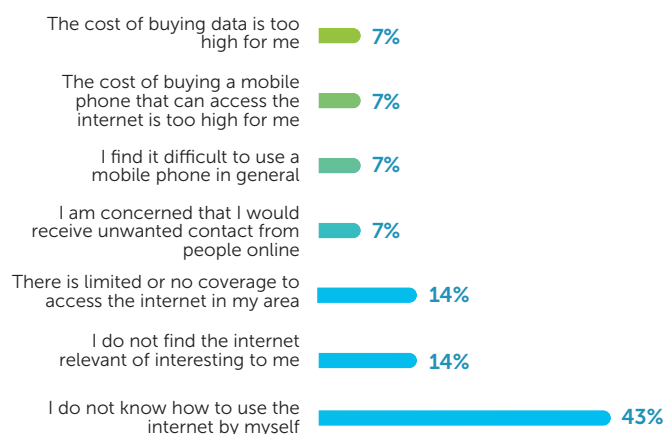 The cost of buying data is too
high for me
7%
The cost of buying a mobile
phone that can access the
internet is too high for me
7%
I find it difficult to use a
mobile phone in general
7%
I am concerned that I would
receive unwanted contact from
people online
7%
There is limited or no coverage to
access the internet in my area
14%
I do not find the internet
relevant of interesting to me
14%
I do not know how to use the
internet by myself
43%